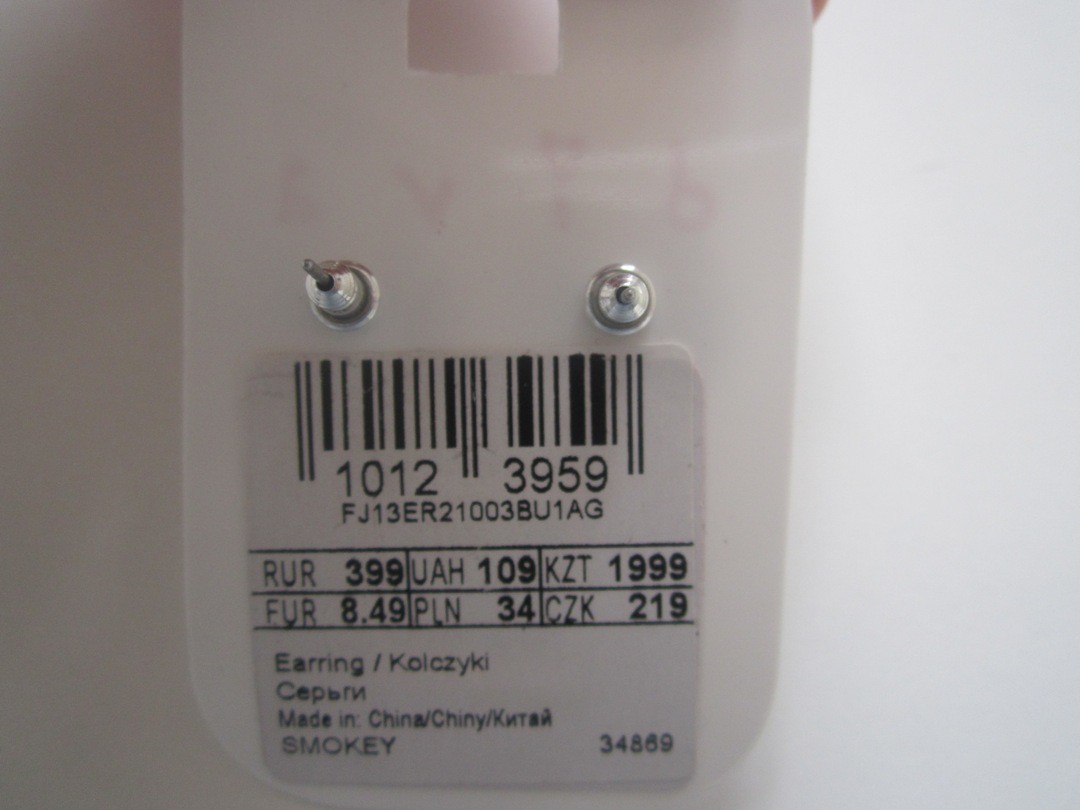 1012 3959
FJ13ER21003BU1AG
RUR 399 UAH 109 KZT 1999
EUR 8.49 PLN 34 CZK 219
Earring / Kolczyki
Серьги
Made in: China/Chiny/Китай
SMOKEY 34869